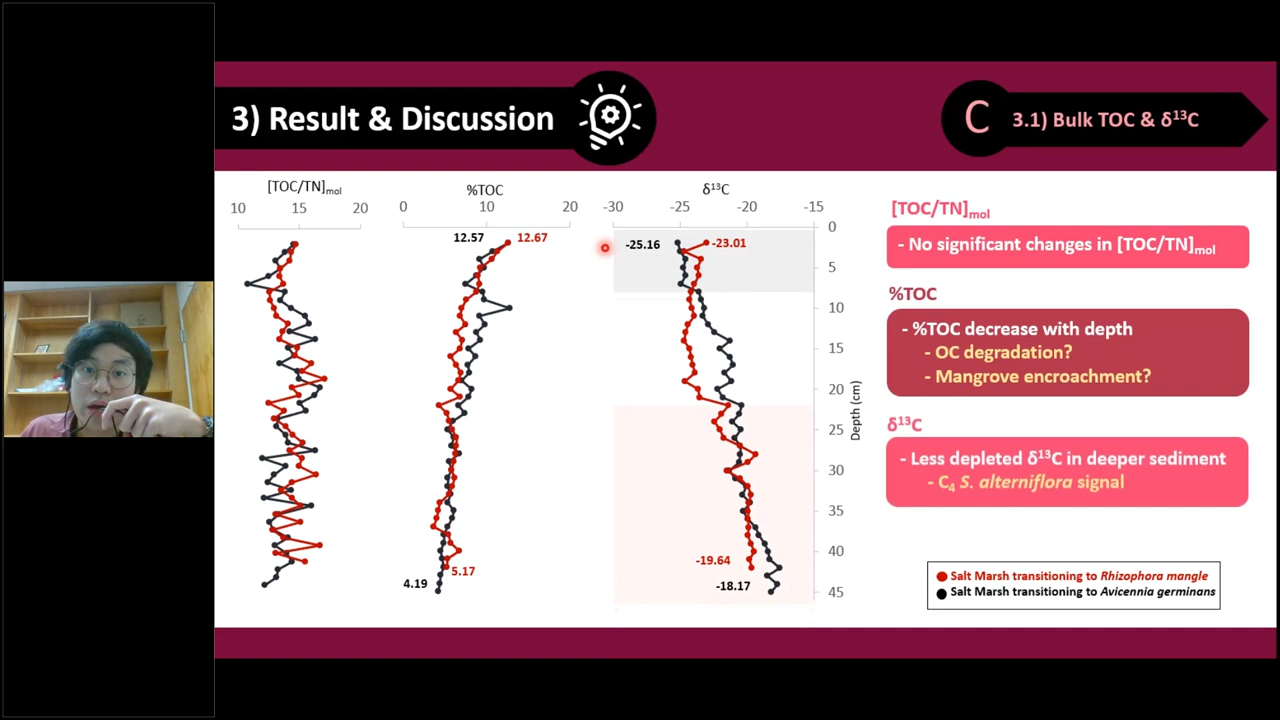 3) Result & Discussion
C
3.1) Bulk TOC & δ¹³C
[TOC/TN]mol
10 15 20
%TOC
0 10 20
δ¹³C
-30 -25 -20 -15
0
5
10
15
20
25
30
35
40
45
Depth (cm)
12.57
12.67
4.19
5.17
-25.16
-23.01
-19.64
-18.17
[TOC/TN]mol
- No significant changes in [TOC/TN]mol
%TOC
- %TOC decrease with depth
- OC degradation?
- Mangrove encroachment?
δ¹³C
- Less depleted δ¹³C in deeper sediment
- C₄ S. alterniflora signal
Salt Marsh transitioning to Rhizophora mangle
Salt Marsh transitioning to Avicennia germinans